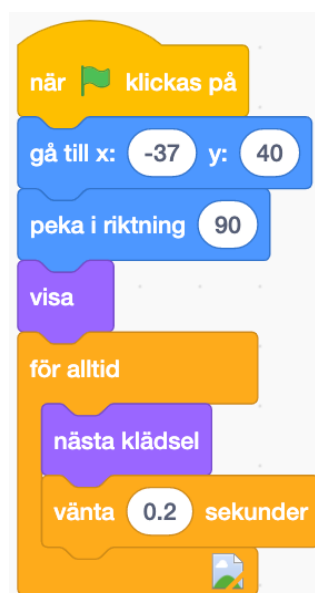 när klickas på
gå till x: -37 y: 40
peka i riktning 90
visa
för alltid
nästa klädsel
vänta 0.2 sekunder